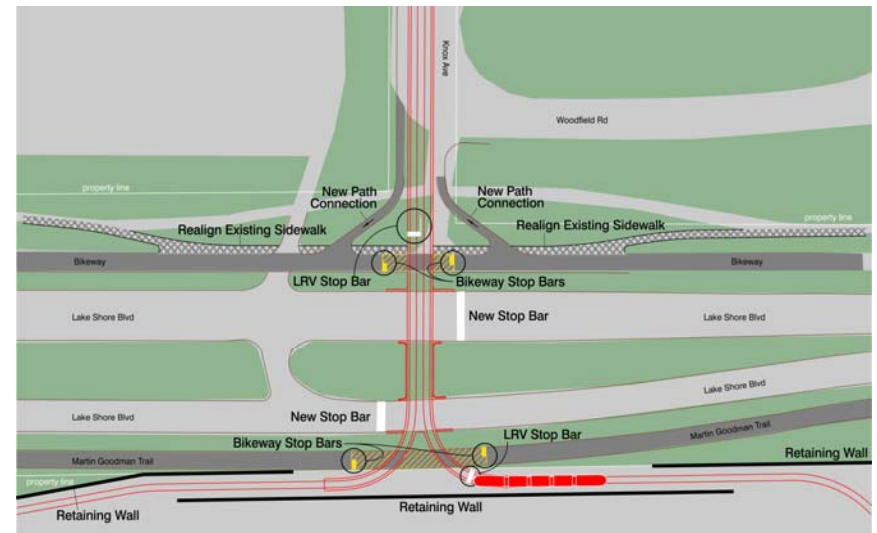 Knox Ave
Woodfield Rd
property line
New Path
Connection
New Path
Connection
property line
Realign Existing Sidewalk
Realign Existing Sidewalk
Bikeway
Bikeway
LRV Stop Bar
Bikeway Stop Bars
Lake Shore Blvd
New Stop Bar
Lake Shore Blvd
Lake Shore Blvd
Lake Shore Blvd
New Stop Bar
Bikeway Stop Bars
LRV Stop Bar
Martin Goodman Trail
Martin Goodman Trail
Retaining Wall
property line
Retaining Wall
Retaining Wall